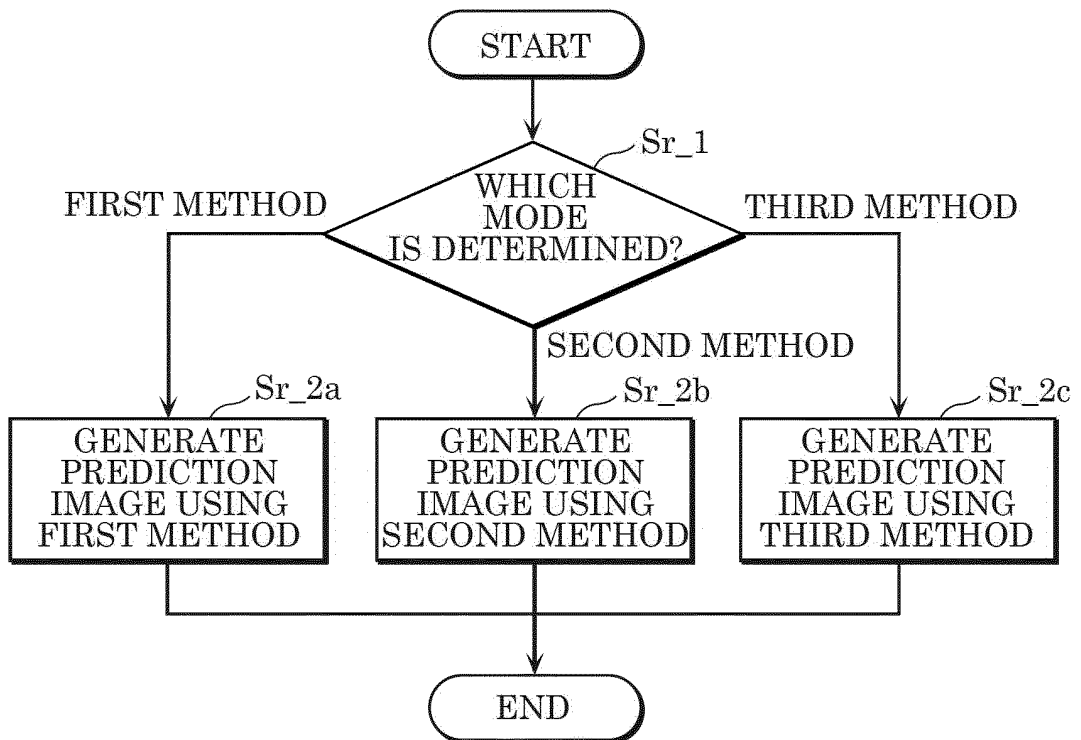 START
Sr_1
WHICH
MODE
IS DETERMINED?
FIRST METHOD
THIRD METHOD
SECOND METHOD
Sr_2a
GENERATE
PREDICTION
IMAGE USING
FIRST METHOD
Sr_2b
GENERATE
PREDICTION
IMAGE USING
SECOND METHOD
Sr_2c
GENERATE
PREDICTION
IMAGE USING
THIRD METHOD
END